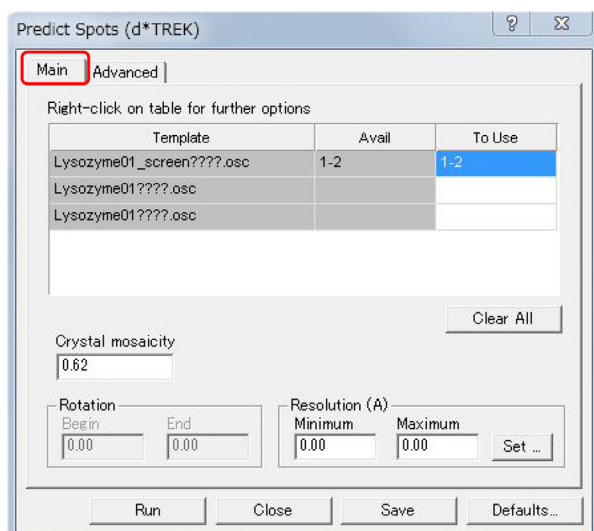 Predict Spots (d*TREK)
Main Advanced
Right-click on table for further options
Template Avail To Use
Lysozyme01_screen????.osc 1-2 1-2
Lysozyme01????.osc
Lysozyme01????.osc
Clear All
Crystal mosaicity
0.62
Rotation Resolution (A)
Begin End Minimum Maximum
0.00 0.00 0.00 0.00 Set ...
Run Close Save Defaults...